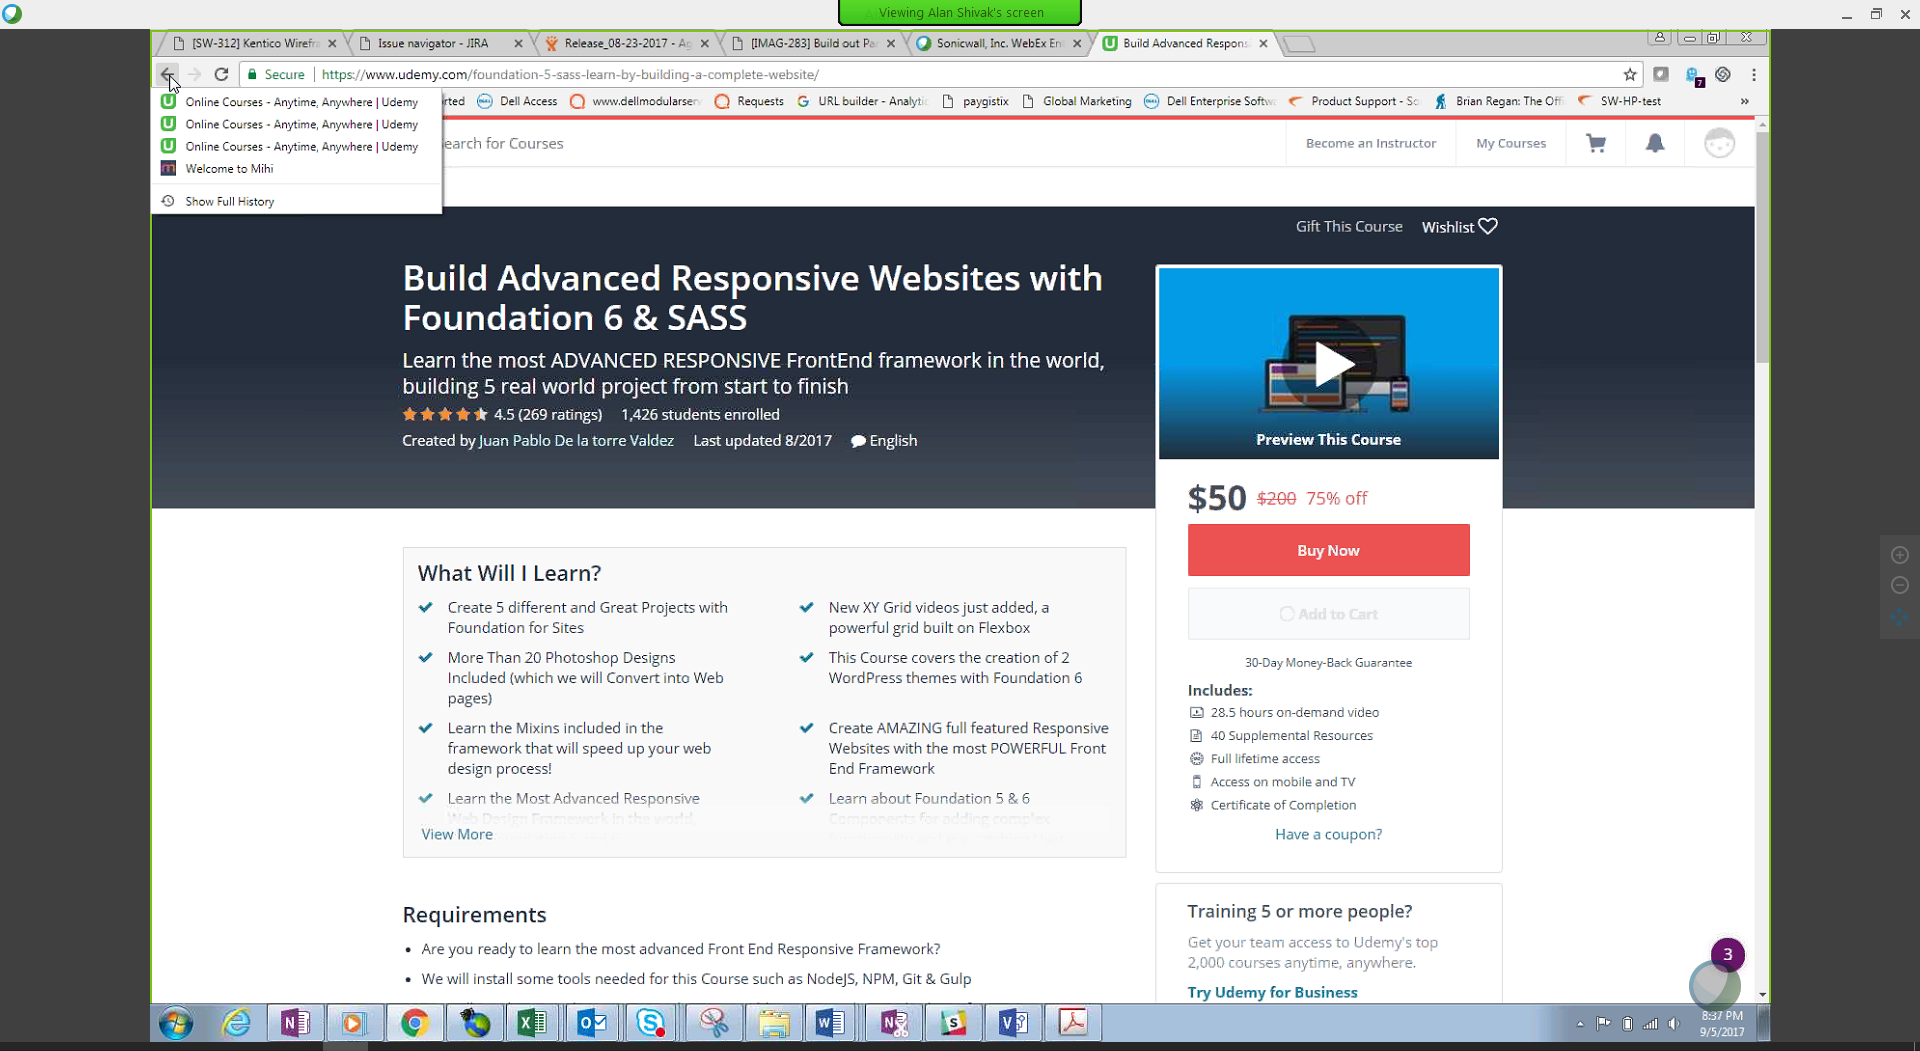 Viewing Alan Shivak's screen
[SW-312] Kentico Wirefr
Issue navigator - JIRA
Release_08-23-2017 - Ag
[IMAG-283] Build out Pa
Sonicwall, Inc. WebEx En
Build Advanced Respons
Secure
https://www.udemy.com/foundation-5-sass-learn-by-building-a-complete-website/
7
Online Courses - Anytime, Anywhere | Udemy
Online Courses - Anytime, Anywhere | Udemy
Online Courses - Anytime, Anywhere | Udemy
Welcome to Mihi
Show Full History
rted
Dell Access
www.dellmodularserv
Requests
URL builder - Analyti
paygistix
Global Marketing
Dell Enterprise Softw
Product Support - So
Brian Regan: The Offi
SW-HP-test
»
earch for Courses
Become an Instructor
My Courses
Gift This Course
Wishlist
Build Advanced Responsive Websites with
Foundation 6 & SASS
Learn the most ADVANCED RESPONSIVE FrontEnd framework in the world,
building 5 real world project from start to finish
4.5 (269 ratings) 1,426 students enrolled
Created by Juan Pablo De la torre Valdez Last updated 8/2017 English
Preview This Course
$50 $200 75% off
Buy Now
Add to Cart
30-Day Money-Back Guarantee
Includes:
28.5 hours on-demand video
40 Supplemental Resources
Full lifetime access
Access on mobile and TV
Certificate of Completion
Have a coupon?
What Will I Learn?
Create 5 different and Great Projects with
Foundation for Sites
More Than 20 Photoshop Designs
Included (which we will Convert into Web
pages)
Learn the Mixins included in the
framework that will speed up your web
design process!
Learn the Most Advanced Responsive
Web Design Framework in the world,
New XY Grid videos just added, a
powerful grid built on Flexbox
This Course covers the creation of 2
WordPress themes with Foundation 6
Create AMAZING full featured Responsive
Websites with the most POWERFUL Front
End Framework
Learn about Foundation 5 & 6
Components for adding complex
View More
Requirements
Are you ready to learn the most advanced Front End Responsive Framework?
We will install some tools needed for this Course such as NodeJS, NPM, Git & Gulp
Training 5 or more people?
Get your team access to Udemy's top
2,000 courses anytime, anywhere.
Try Udemy for Business
3
8:37 PM
9/5/2017